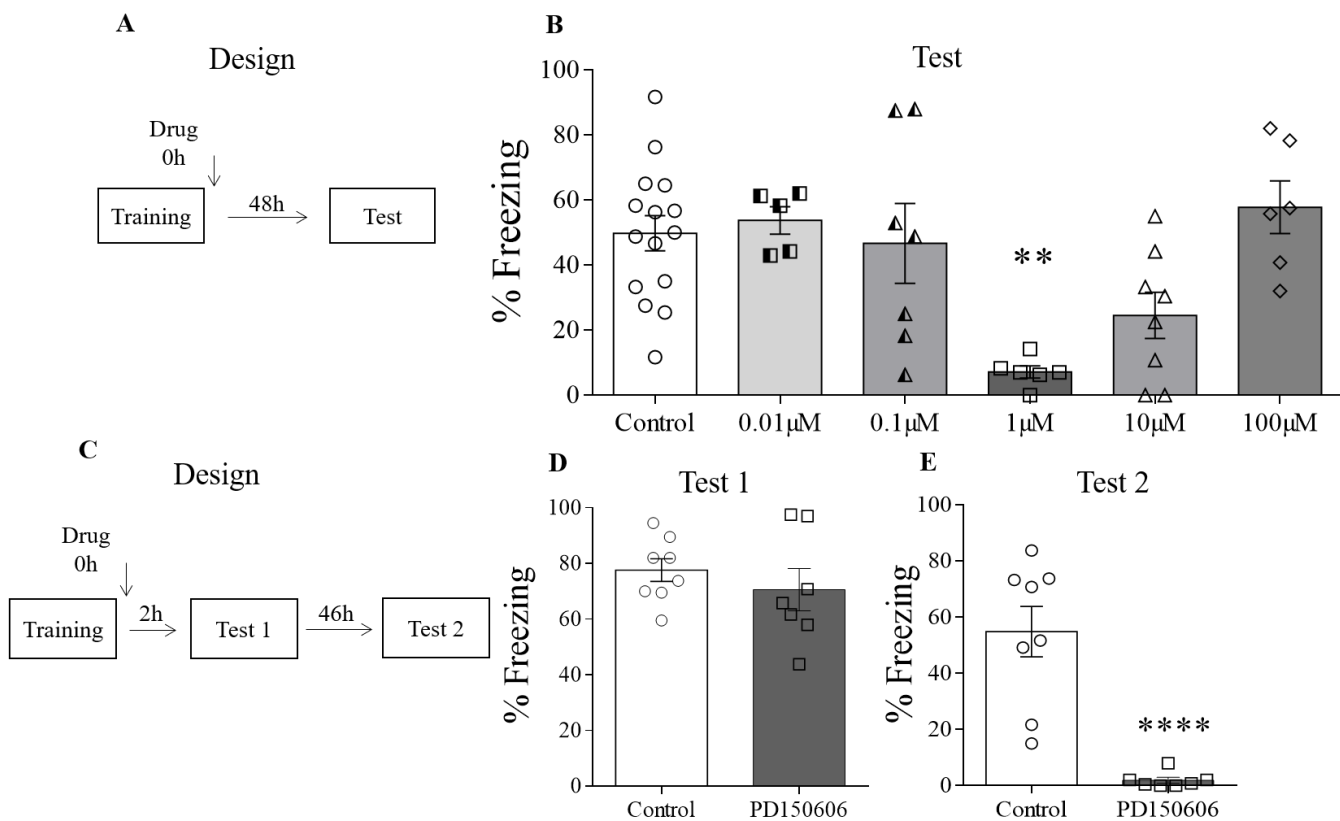 A
Design
Drug
0h
Training
48h
Test
B
Test
% Freezing
100
80
60
40
20
0
**
Control
0.01µM
0.1µM
1µM
10µM
100µM
C
Design
Drug
0h
Training
2h
Test 1
46h
Test 2
D
Test 1
% Freezing
100
80
60
40
20
0
Control
PD150606
E
Test 2
% Freezing
100
80
60
40
20
0
****
Control
PD150606